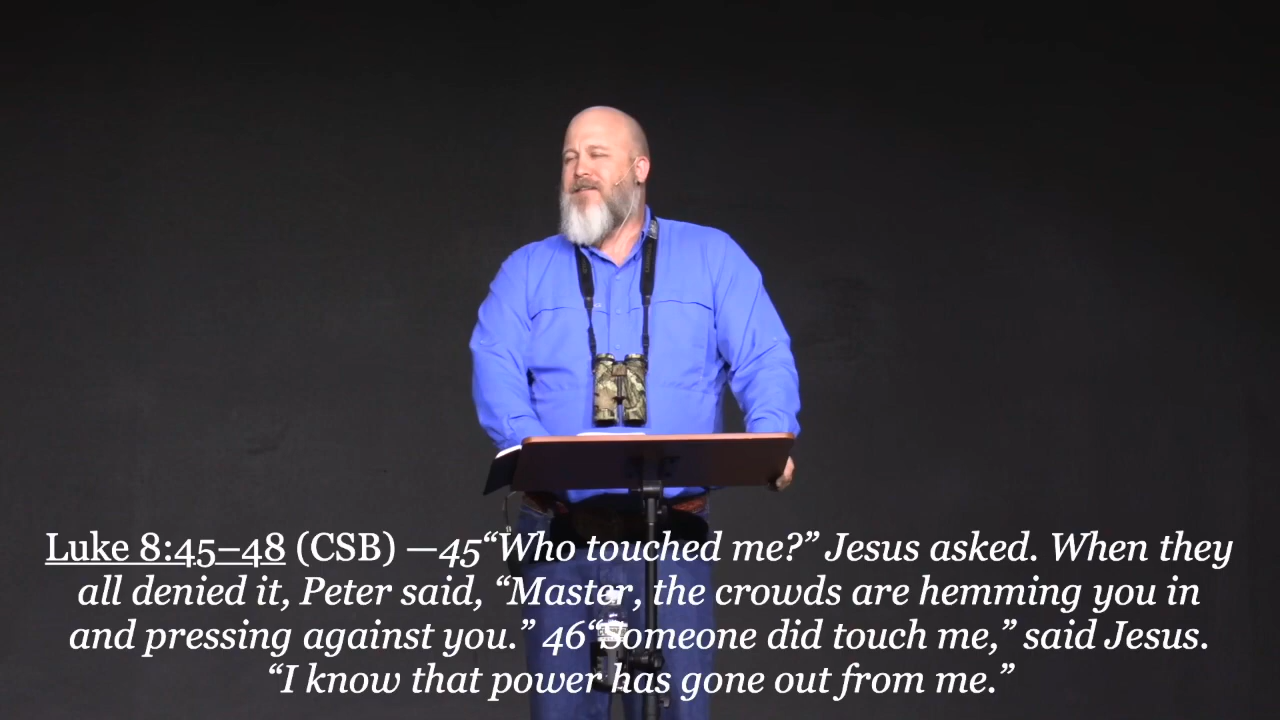 Luke 8:45–48 (CSB) —45“Who touched me?” Jesus asked. When they
all denied it, Peter said, “Master, the crowds are hemming you in
and pressing against you.” 46“Someone did touch me,” said Jesus.
“I know that power has gone out from me.”